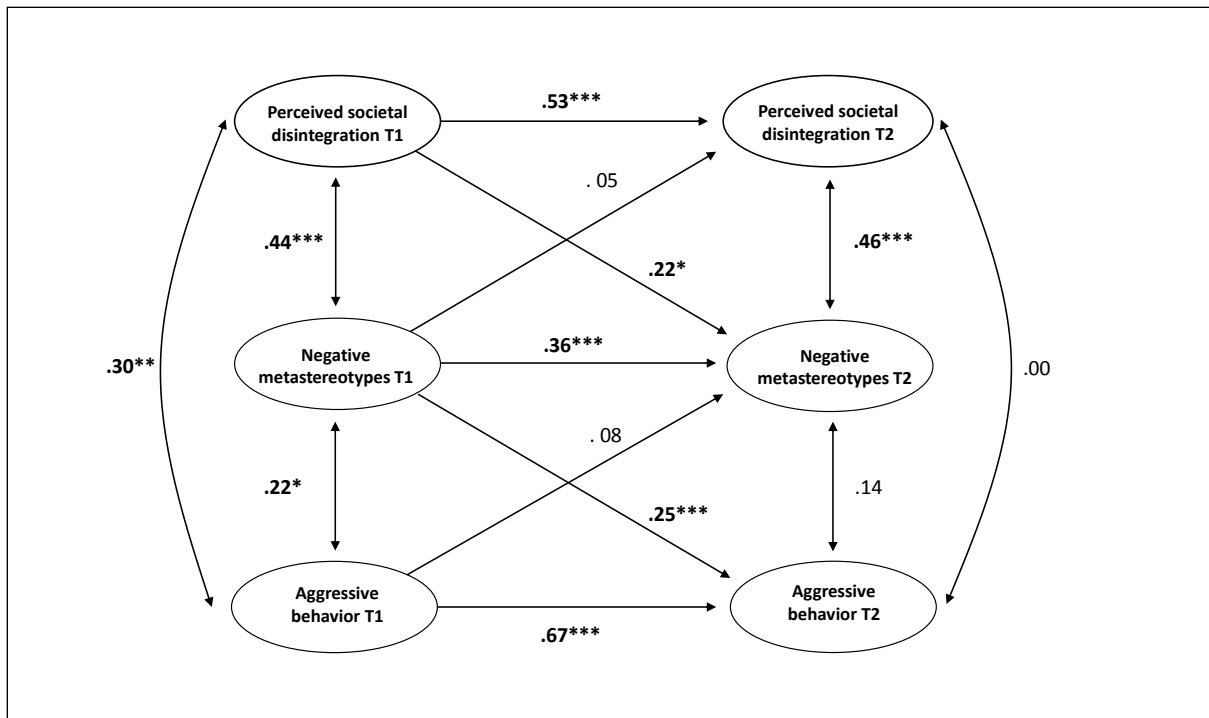 Perceived societal
disintegration T1
.53***
Perceived societal
disintegration T2
. 05
.44***
.22*
.46***
.30**
Negative
metastereotypes T1
.36***
Negative
metastereotypes T2
.00
. 08
.22*
.25***
.14
Aggressive
behavior T1
.67***
Aggressive
behavior T2